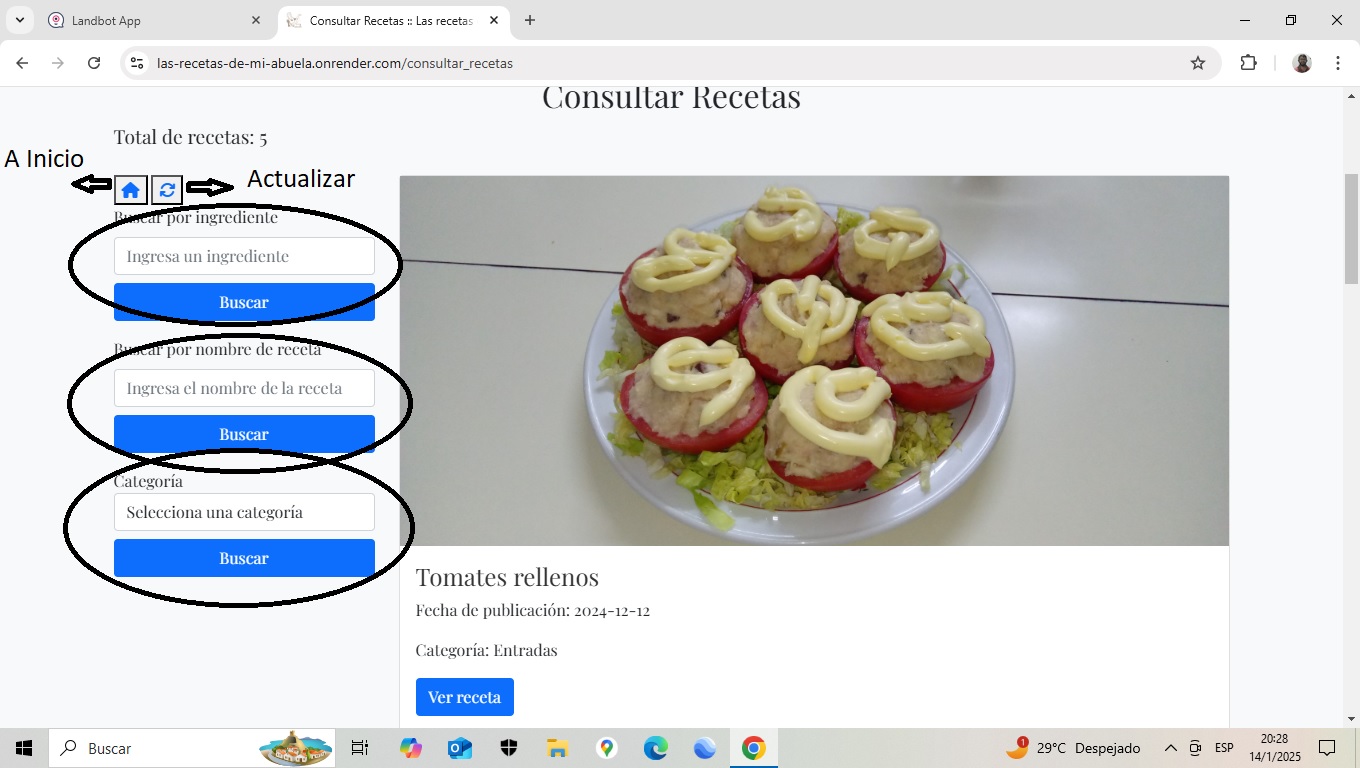 Landbot App
Consultar Recetas :: Las recetas
las-recetas-de-mi-abuela.onrender.com/consultar_recetas
Consultar Recetas
Total de recetas: 5
A Inicio
Actualizar
Buscar por ingrediente
Ingresa un ingrediente
Buscar
Buscar por nombre de receta
Ingresa el nombre de la receta
Buscar
Categoría
Selecciona una categoría
Buscar
Tomates rellenos
Fecha de publicación: 2024-12-12
Categoría: Entradas
Ver receta
Buscar
1
29°C Despejado
ESP
20:28
14/1/2025